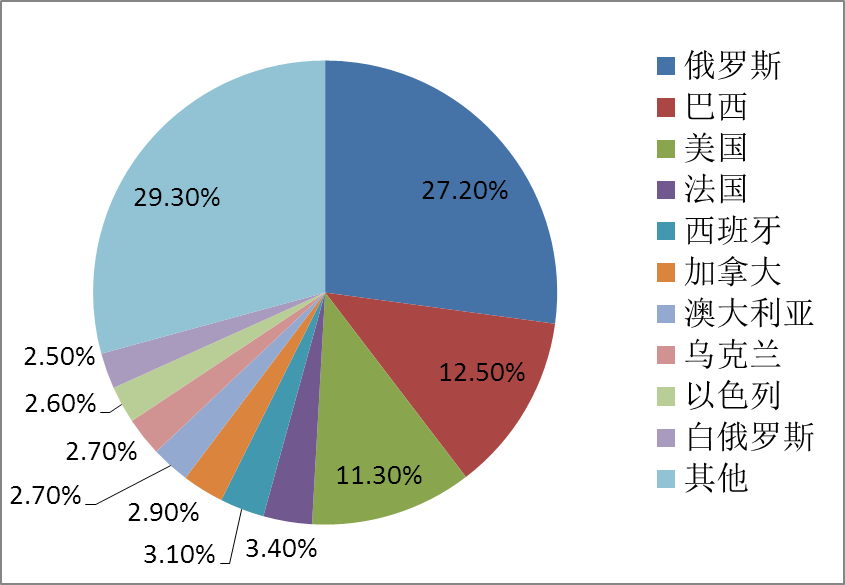 27.20%
12.50%
11.30%
3.40%
3.10%
2.90%
2.70%
2.70%
2.60%
2.50%
29.30%
俄罗斯
巴西
美国
法国
西班牙
加拿大
澳大利亚
乌克兰
以色列
白俄罗斯
其他